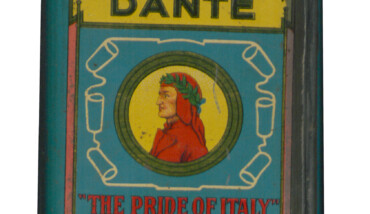 DANTE
"THE PRIDE OF ITALY"